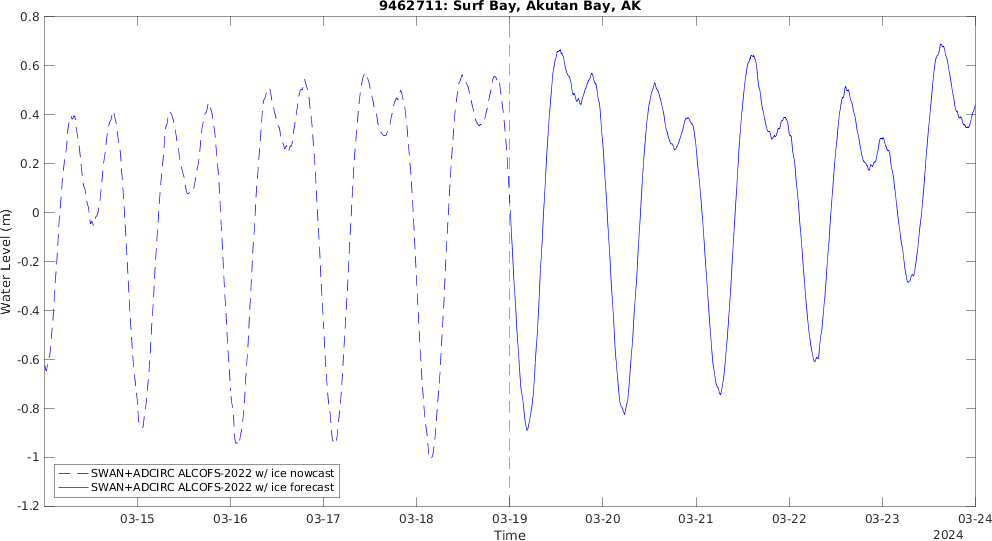 9462711: Surf Bay, Akutan Bay, AK
Water Level (m)
0.8
0.6
0.4
0.2
0
-0.2
-0.4
-0.6
-0.8
-1
-1.2
SWAN+ADCIRC ALCOFS-2022 w/ ice nowcast
SWAN+ADCIRC ALCOFS-2022 w/ ice forecast
03-15 03-16 03-17 03-18 03-19 03-20 03-21 03-22 03-23 03-24
Time
2024